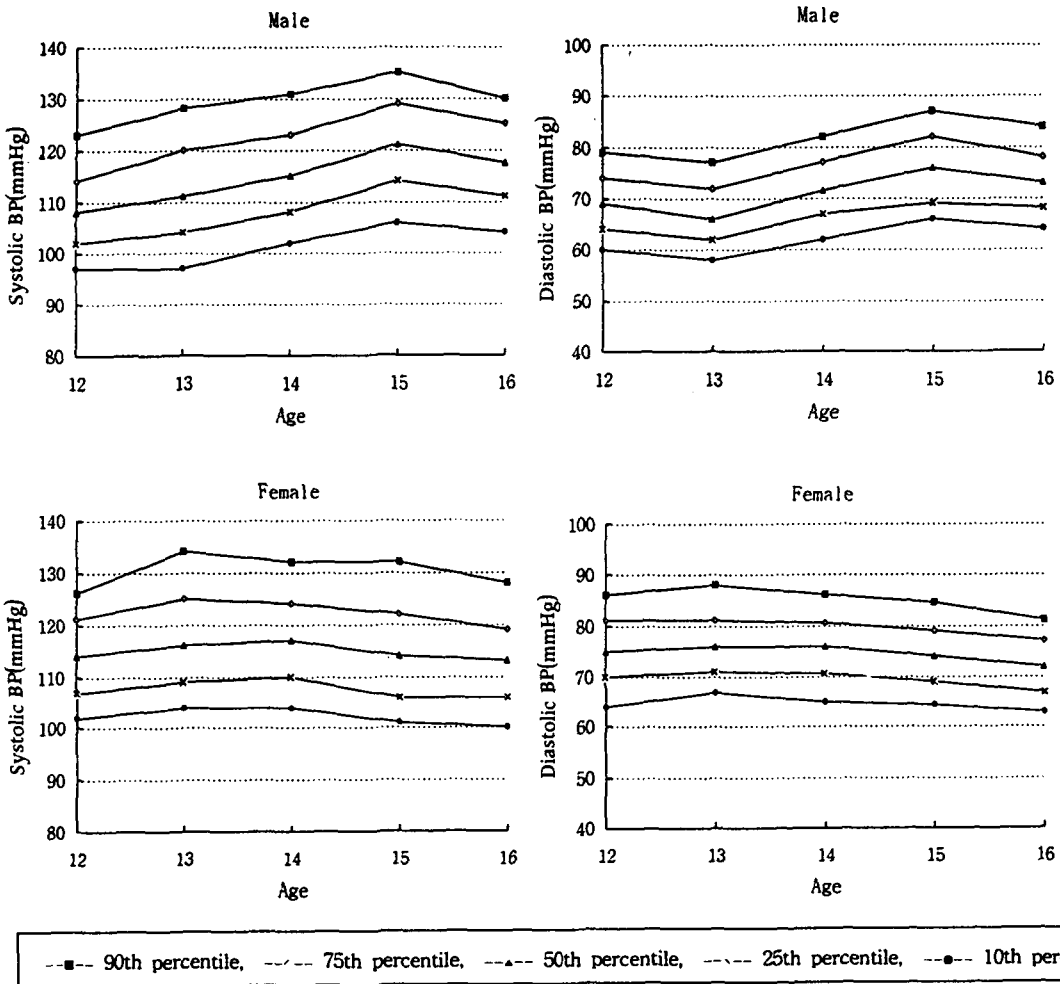 Male
Male
140
130
120
110
100
90
80
Systolic BP(mmHg)
12 13 14 15 16
Age
100
90
80
70
60
50
40
Diastolic BP(mmHg)
12 13 14 15 16
Age
Female
Female
140
130
120
110
100
90
80
Systolic BP(mmHg)
12 13 14 15 16
Age
100
90
80
70
60
50
40
Diastolic BP(mmHg)
12 13 14 15 16
Age
90th percentile, 75th percentile, 50th percentile, 25th percentile, 10th per